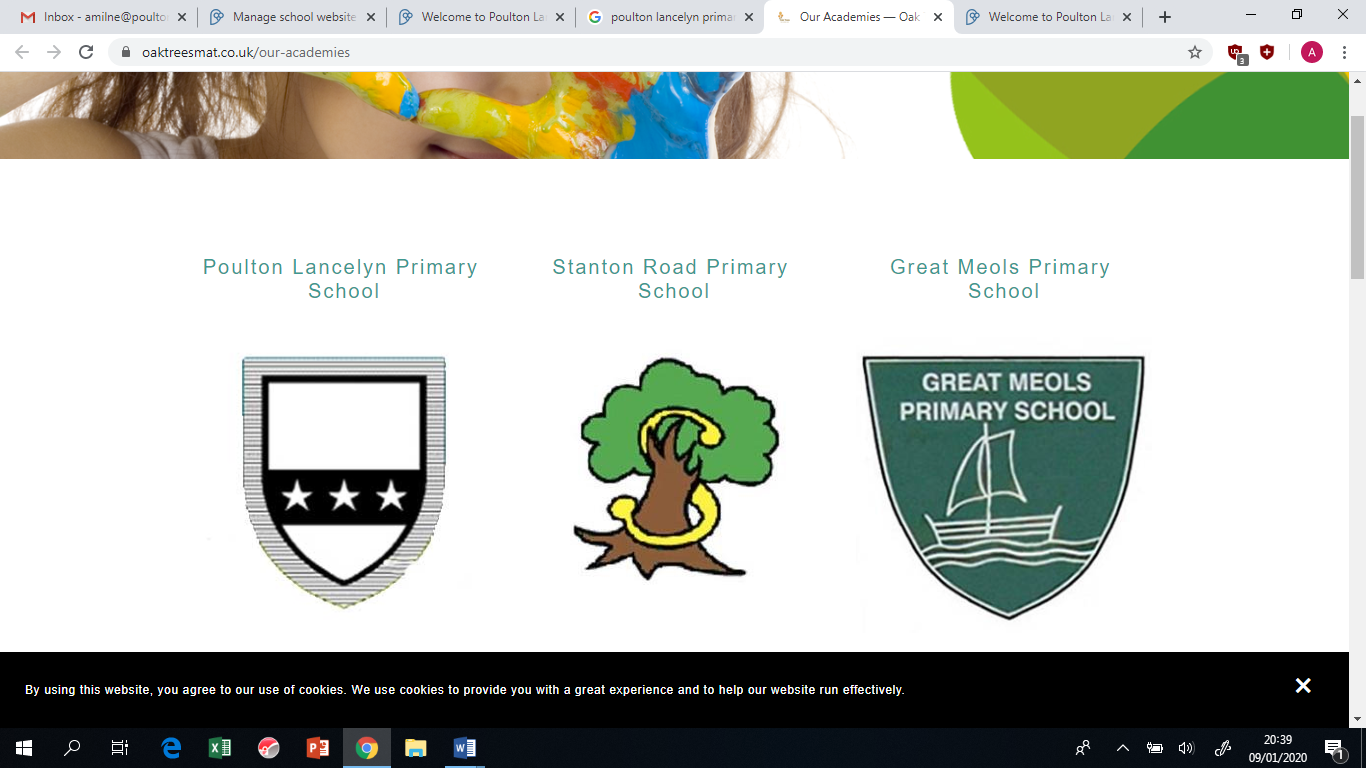 Inbox - amilne@poulto
Manage school website
Welcome to Poulton La
poulton lancelyn primar
Our Academies — Oak
Welcome to Poulton La
oaktreesmat.co.uk/our-academies
3
A
Poulton Lancelyn Primary
School
Stanton Road Primary
School
Great Meols Primary
School
GREAT MEOLS
PRIMARY SCHOOL
By using this website, you agree to our use of cookies. We use cookies to provide you with a great experience and to help our website run effectively.
20:39
09/01/2020
1